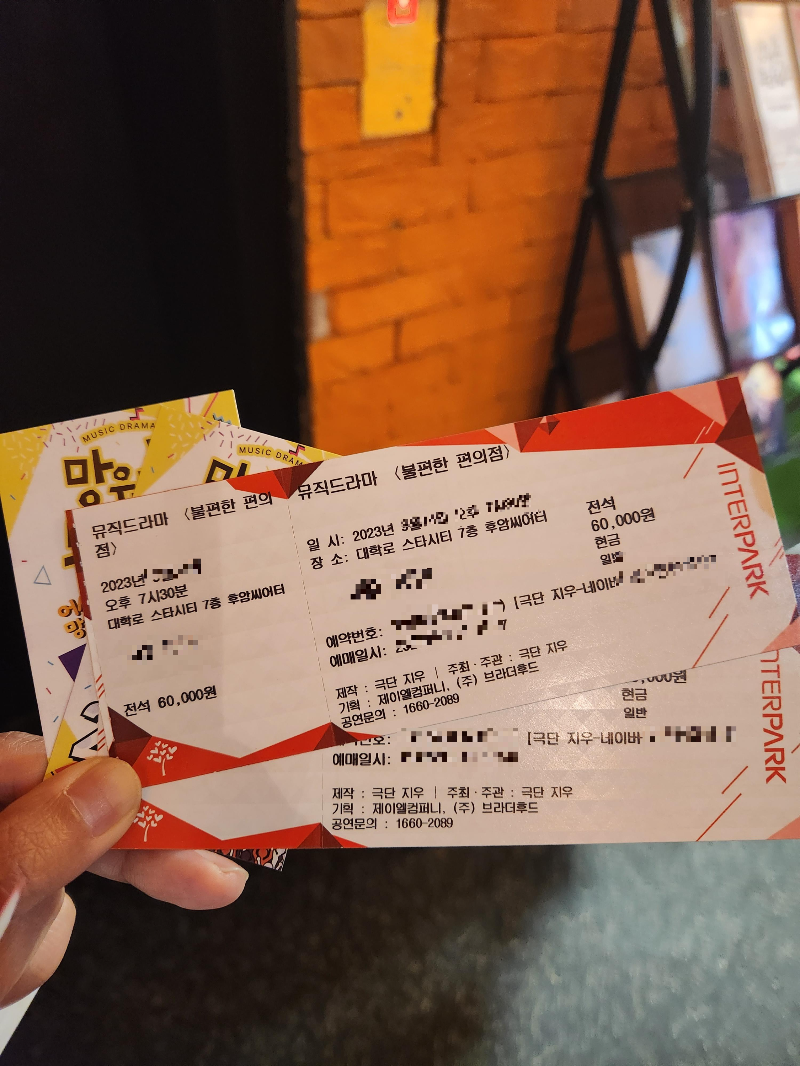 MUSIC DRAMA
망원
MUSIC DRAMA
뮤직드라마 〈불편한 편의
점〉
2023년
오후 7시30분
대학로 스타시티 7층 후암씨어터
전석 60,000원
뮤직드라마 〈불편한 편의점〉
일 시: 2023년
장 소: 대학로 스타시티 7층 후암씨어터
전석
60,000원
현금
일반
예약번호: [극단 지우-네이버
예매일시:
제작 : 극단 지우 | 주최·주관 : 극단 지우
기획 : 제이엘컴퍼니, (주) 브라더후드
공연문의 : 1660-2089
INTERPARK
현금
일반
[극단 지우-네이버
예매일시:
제작 : 극단 지우 | 주최·주관 : 극단 지우
기획 : 제이엘컴퍼니, (주) 브라더후드
공연문의 : 1660-2089
INTERPARK